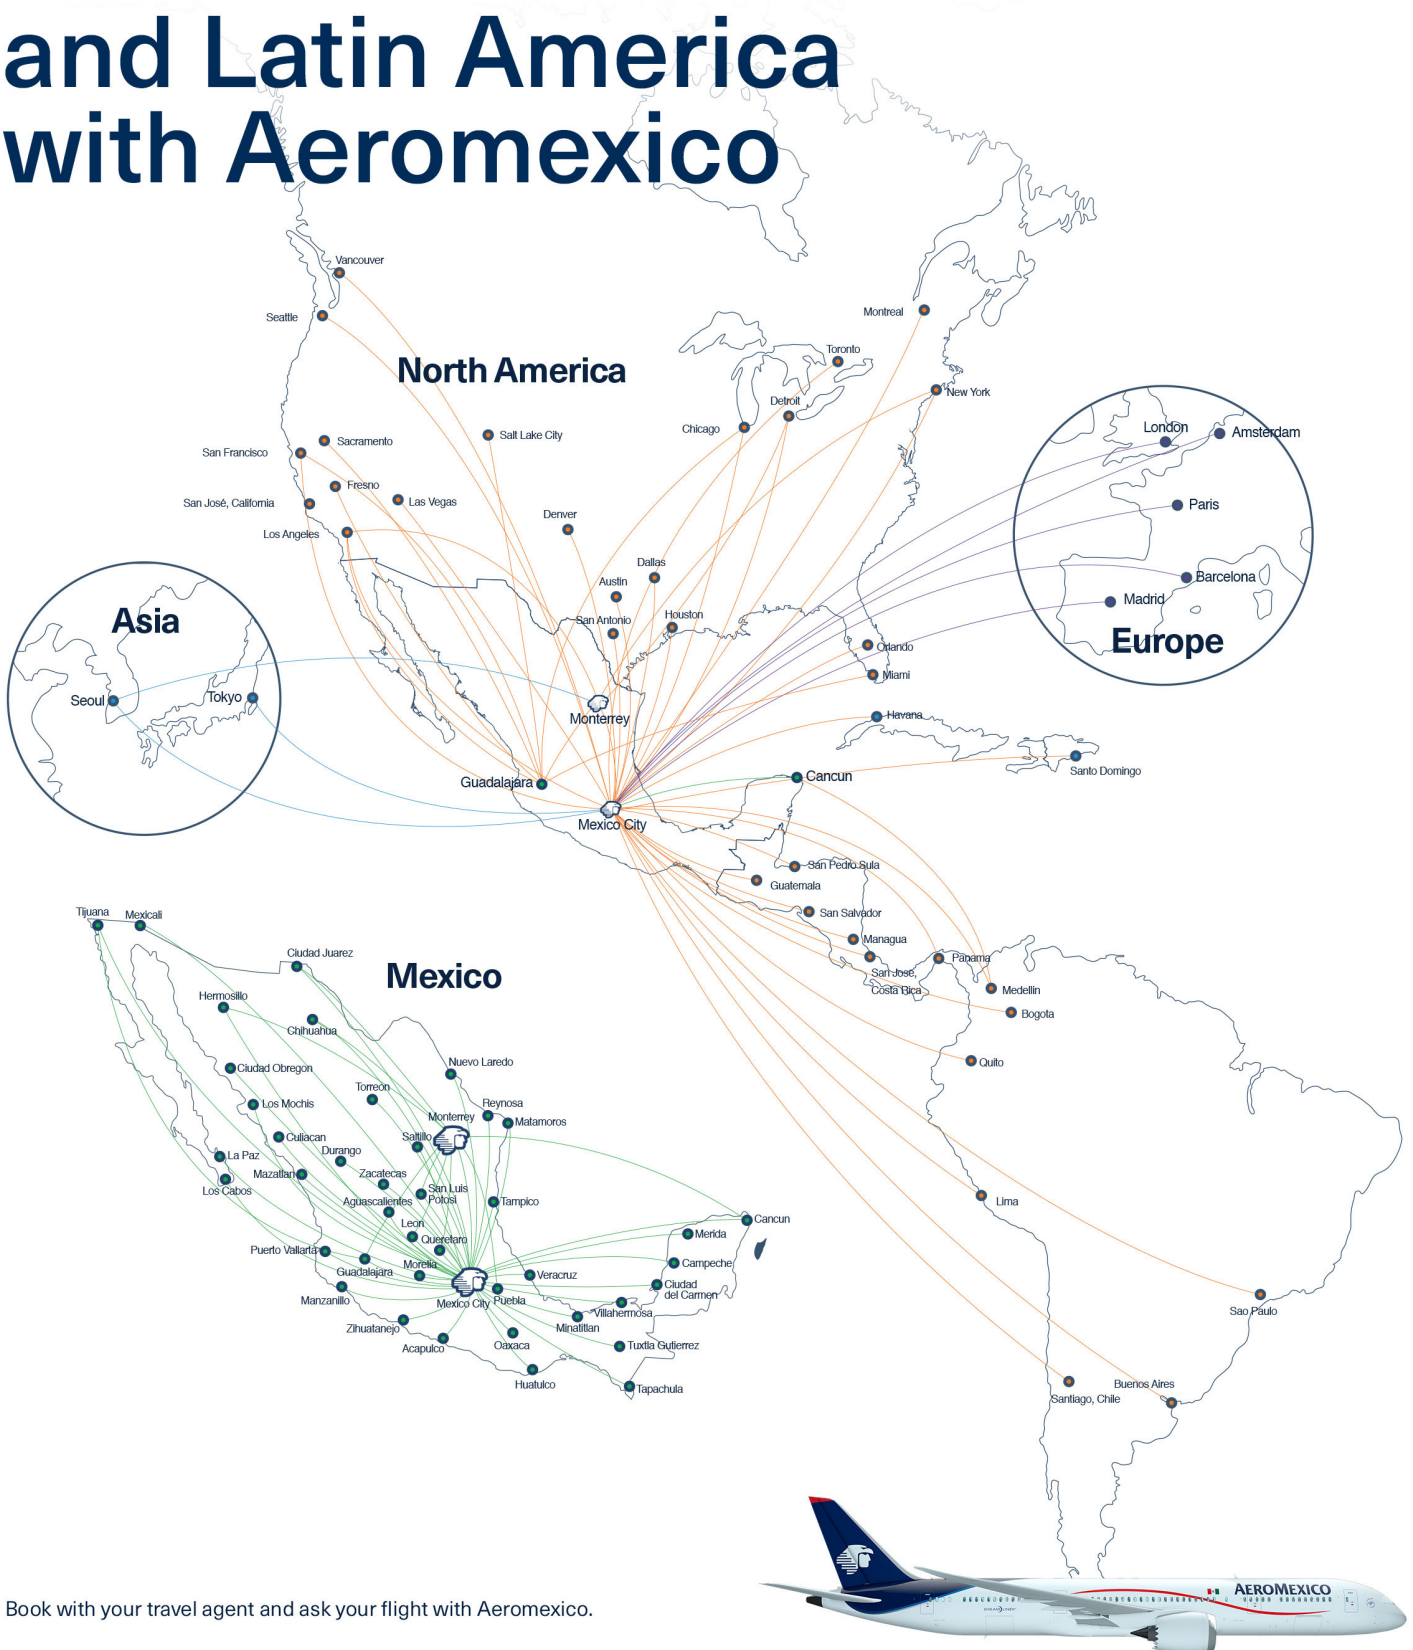 and Latin America
with Aeromexico
Vancouver
Seattle
Montreal
Toronto
North America
New York
Detroit
Chicago
Salt Lake City
Sacramento
San Francisco
Fresno
San José, California
Las Vegas
Los Angeles
Denver
Dallas
Austin
San Antonio
Houston
Orlando
Miami
Monterrey
Havana
Santo Domingo
Guadalajara
Cancun
Mexico City
London
Amsterdam
Paris
Barcelona
Madrid
Europe
Asia
Seoul
Tokyo
San Pedro Sula
Guatemala
San Salvador
Managua
San Jose,
Costa Rica
Panama
Medellin
Bogota
Quito
Lima
Sao Paulo
Buenos Aires
Santiago, Chile
Tijuana
Mexicali
Ciudad Juarez
Mexico
Hermosillo
Chihuahua
Nuevo Laredo
Ciudad Obregon
Torreon
Reynosa
Los Mochis
Monterrey
Matamoros
Culiacan
Saltillo
Durango
La Paz
Mazatlan
Zacatecas
Los Cabos
San Luis
Potosi
Aguascalientes
Tampico
Leon
Cancun
Queretaro
Merida
Puerto Vallarta
Morelia
Campeche
Guadalajara
Veracruz
Ciudad
del Carmen
Manzanillo
Mexico City
Puebla
Villahermosa
Zihuatanejo
Minatitlan
Acapulco
Oaxaca
Tuxtla Gutierrez
Huatulco
Tapachula
AEROMEXICO
Book with your travel agent and ask your flight with Aeromexico.